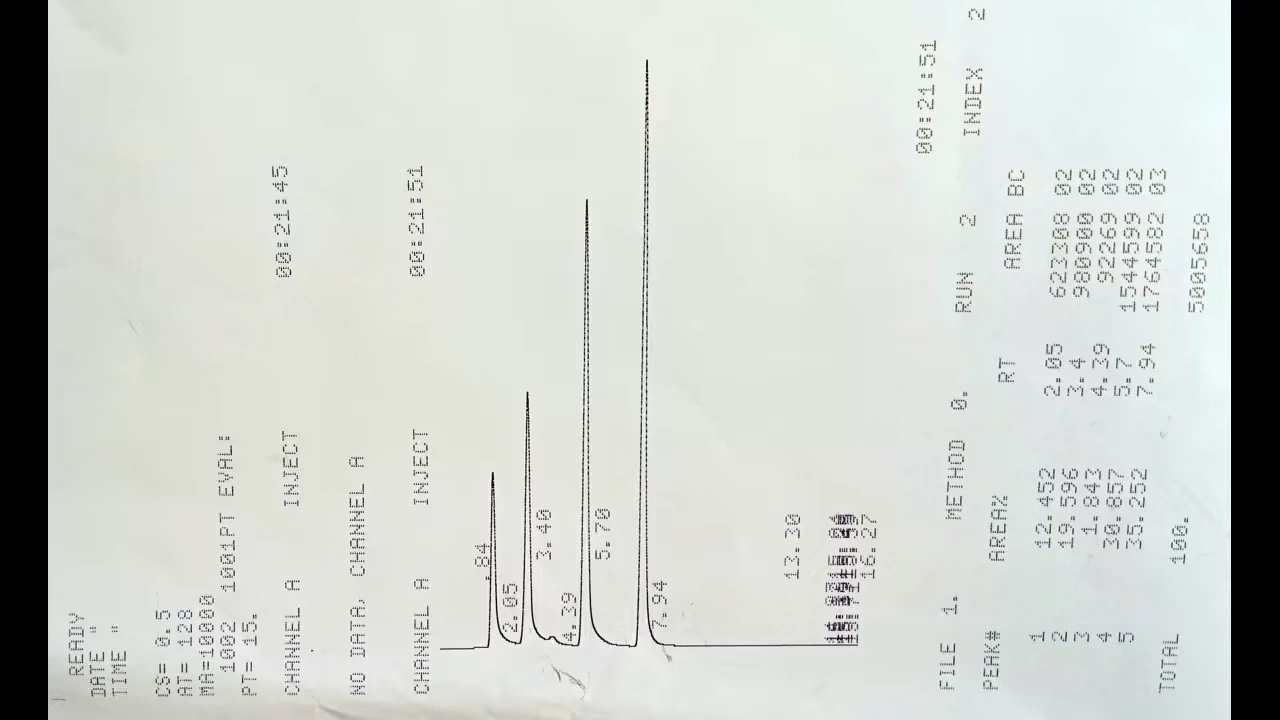 READY
DATE "
TIME "
CS= 0.5
AT= 128
MA=10000
1002 1001PT EVAL=
PT= 15.
CHANNEL A INJECT 00:21:45
NO DATA, CHANNEL A
CHANNEL A INJECT 00:21:51
.84
2.05
3.40
4.39
5.70
7.94
13.30
16.27
00:21:51
FILE 1. METHOD 0. RUN 2 INDEX 2
PEAK# AREA% RT AREA BC
1 12.452 2.05 623308 02
2 19.596 3.4 980900 02
3 1.843 4.39 92269 02
4 30.857 5.7 1544599 02
5 35.252 7.94 1764582 03
TOTAL 100. 5005658